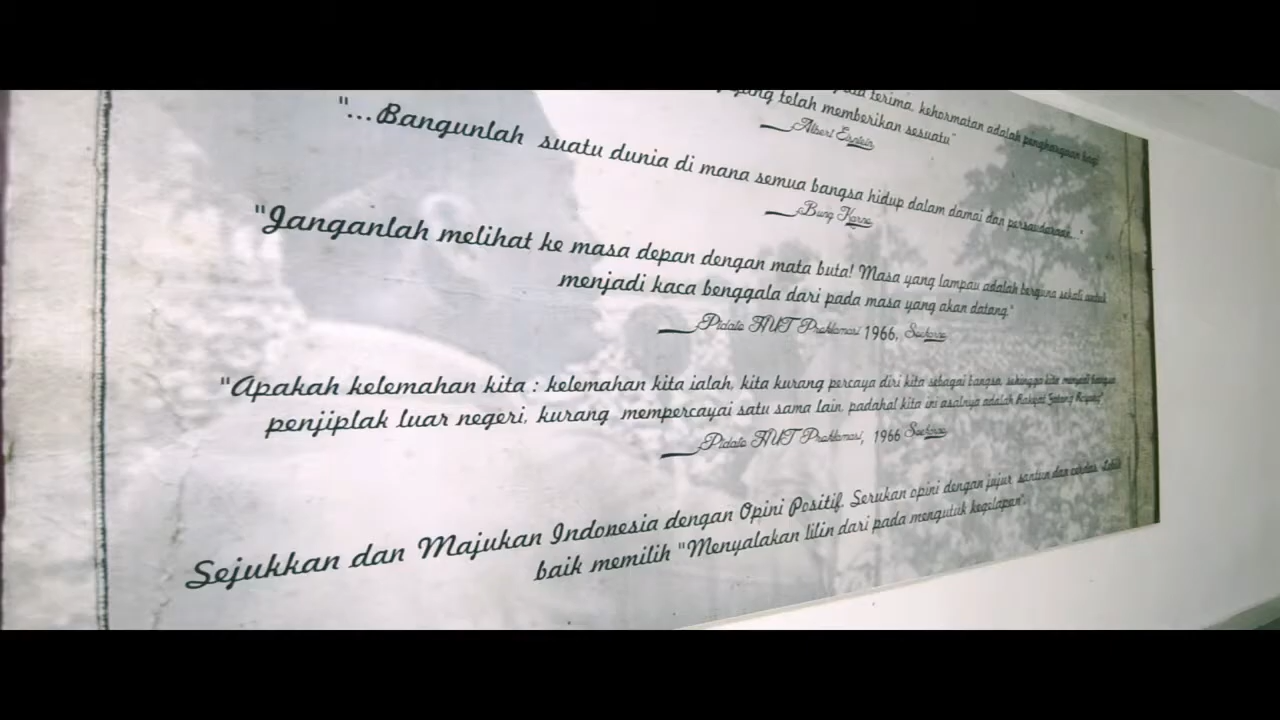 terima, kehormatan adalah penghargaan bagi
yang telah memberikan sesuatu"
Albert Einstein
"...Bangunlah suatu dunia di mana semua bangsa hidup dalam damai dan persaudaraan..."
Bung Karno
"Janganlah melihat ke masa depan dengan mata buta! Masa yang lampau adalah berguna sekali untuk
menjadi kaca benggala dari pada masa yang akan datang."
Pidato HUT Proklamasi 1966, Soekarno
"Apakah kelemahan kita : kelemahan kita ialah, kita kurang percaya diri kita sebagai bangsa, sehingga kita menjadi bangsa
penjiplak luar negeri, kurang mempercayai satu sama lain, padahal kita ini asalnya adalah Rakyat Gotong Royong"
Pidato HUT Proklamasi, 1966 Soekarno
Sejukkan dan Majukan Indonesia dengan Opini Positif. Serukan opini dengan jujur, santun dan cerdas. Lebih
baik memilih "Menyalakan lilin dari pada mengutuk kegelapan".